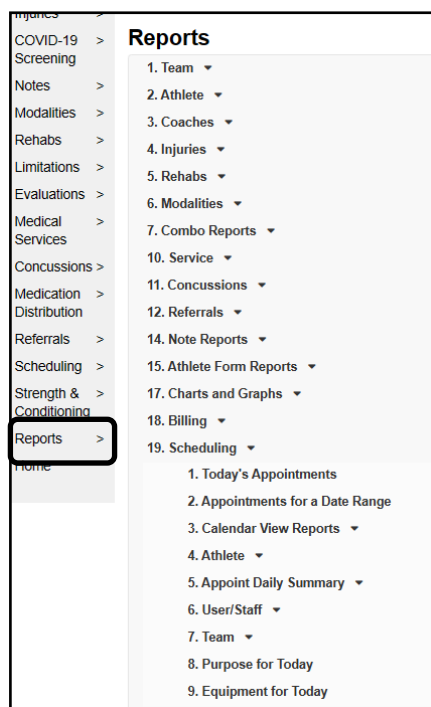 Injuries >
COVID-19 >
Screening
Notes >
Modalities >
Rehabs >
Limitations >
Evaluations >
Medical >
Services
Concussions >
Medication >
Distribution
Referrals >
Scheduling >
Strength & >
Conditioning
Reports >
Home
Reports
1. Team
2. Athlete
3. Coaches
4. Injuries
5. Rehabs
6. Modalities
7. Combo Reports
10. Service
11. Concussions
12. Referrals
14. Note Reports
15. Athlete Form Reports
17. Charts and Graphs
18. Billing
19. Scheduling
1. Today's Appointments
2. Appointments for a Date Range
3. Calendar View Reports
4. Athlete
5. Appoint Daily Summary
6. User/Staff
7. Team
8. Purpose for Today
9. Equipment for Today